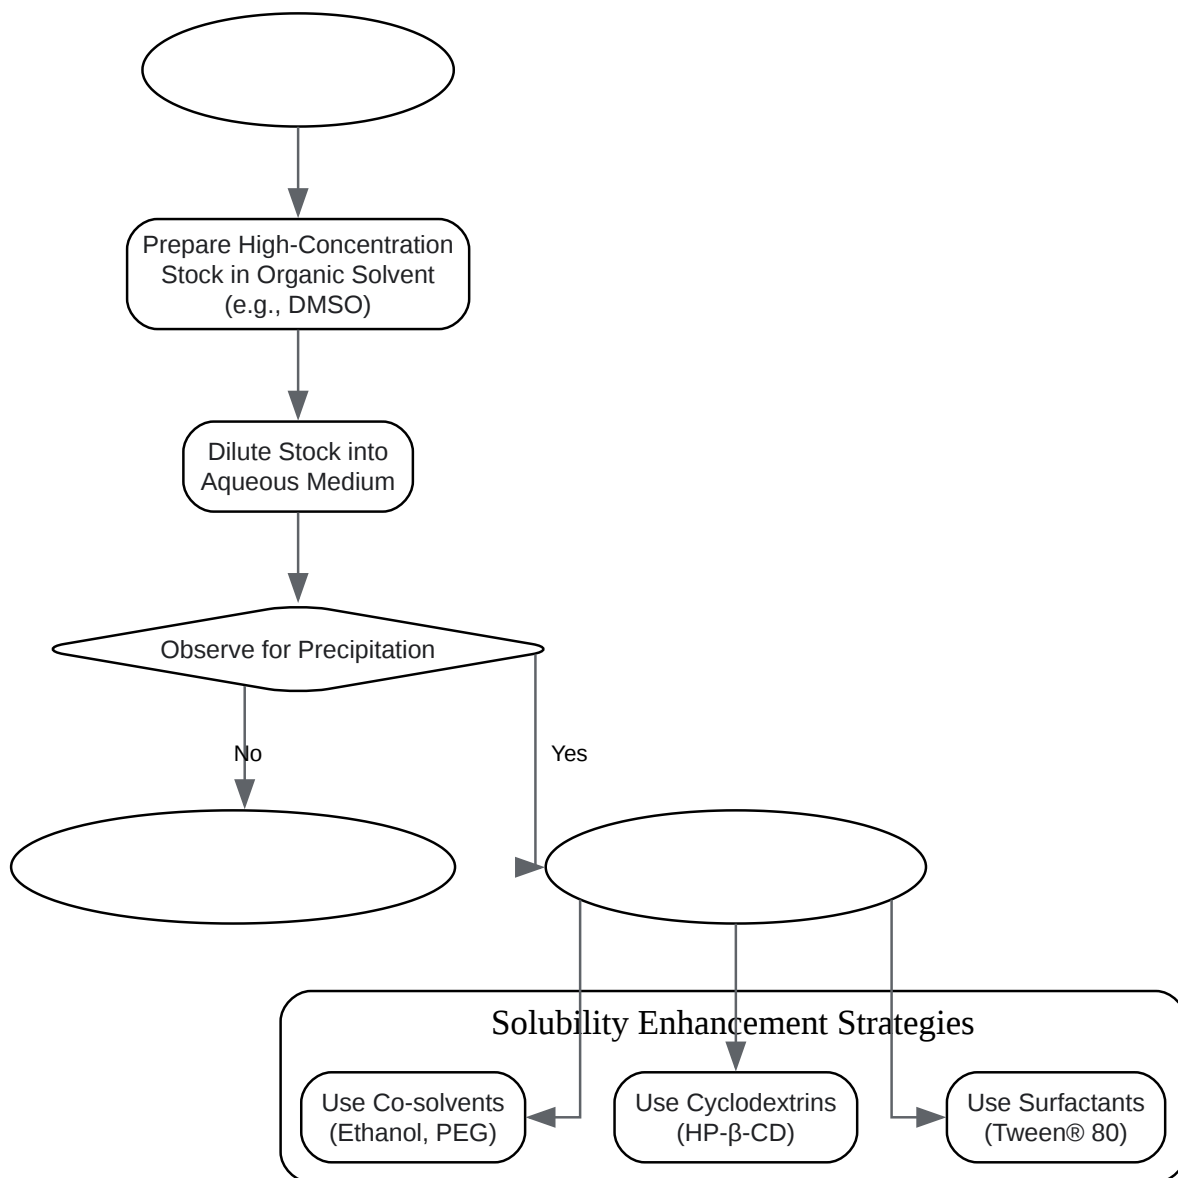 Prepare High-Concentration
Stock in Organic Solvent
(e.g., DMSO)
Dilute Stock into
Aqueous Medium
Observe for Precipitation
No
Yes
Solubility Enhancement Strategies
Use Co-solvents
(Ethanol, PEG)
Use Cyclodextrins
(HP-β-CD)
Use Surfactants
(Tween® 80)